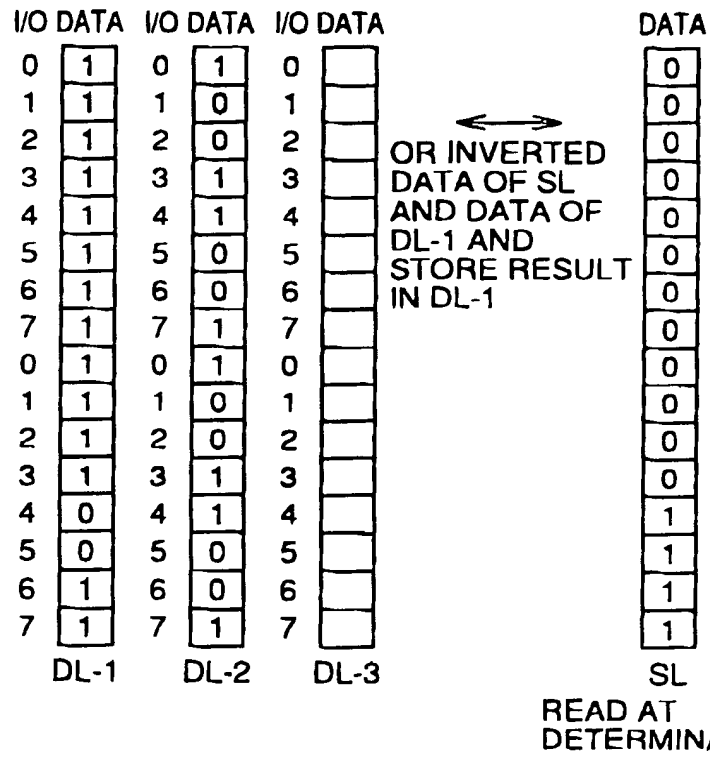 I/O DATA I/O DATA I/O DATA DATA
0 1 0 1 0 0
1 1 1 0 1 0
2 1 2 0 2 0
3 1 3 1 3 0
4 1 4 1 4 0
5 1 5 0 5 0
6 1 6 0 6 0
7 1 7 1 7 0
0 1 0 1 0 0
1 1 1 0 1 0
2 1 2 0 2 0
3 1 3 1 3 0
4 0 4 1 4 1
5 0 5 0 5 1
6 1 6 0 6 1
7 1 7 1 7 1
OR INVERTED
DATA OF SL
AND DATA OF
DL-1 AND
STORE RESULT
IN DL-1
DL-1 DL-2 DL-3 SL
READ AT